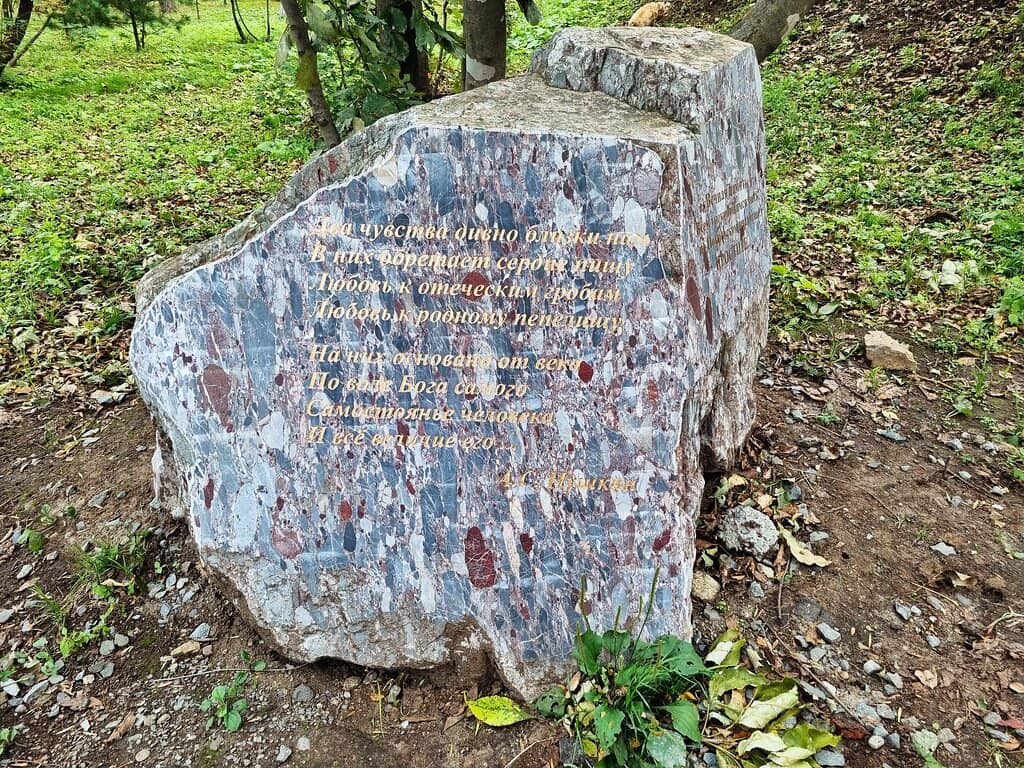 Два чувства дивно близки нам
В них обретает сердце пищу
Любовь к отеческим гробам
Любовь к родному пепелищу
На них основано от века
По воле Бога самого
Самостоянье человека
И всё величие его...
А.С. Пушкин